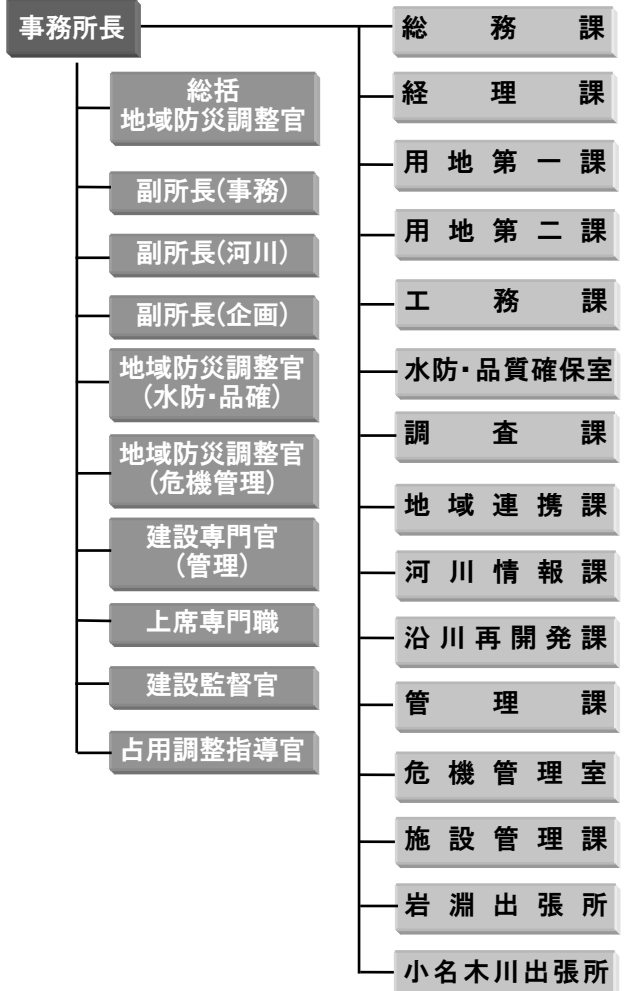 事務所長
総括
地域防災調整官
副所長(事務)
副所長(河川)
副所長(企画)
地域防災調整官
(水防・品確)
地域防災調整官
(危機管理)
建設専門官
(管理)
上席専門職
建設監督官
占用調整指導官
総務課
経理課
用地第一課
用地第二課
工務課
水防・品質確保室
調査課
地域連携課
河川情報課
沿川再開発課
管理課
危機管理室
施設管理課
岩淵出張所
小名木川出張所